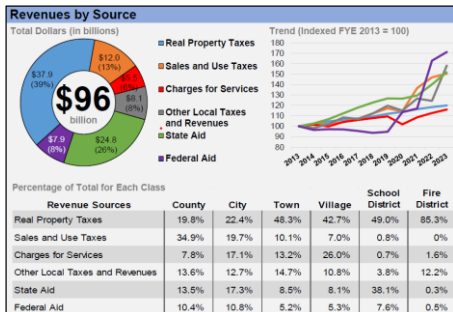 Revenues by Source
Total Dollars (in billions)
$12.0
(13%)
$5.5
(6%)
$8.1
(8%)
$24.8
(26%)
$7.9
(8%)
$37.9
(39%)
$96
billion
Real Property Taxes
Sales and Use Taxes
Charges for Services
Other Local Taxes
and Revenues
State Aid
Federal Aid
Trend (Indexed FYE 2013 = 100)
180
170
160
150
140
130
120
110
100
90
80
2013 2014 2015 2016 2017 2018 2019 2020 2021 2022 2023
Percentage of Total for Each Class
Revenue Sources County City Town Village School District Fire District
Real Property Taxes 19.8% 22.4% 48.3% 42.7% 49.0% 85.3%
Sales and Use Taxes 34.9% 19.7% 10.1% 7.0% 0.8% 0%
Charges for Services 7.8% 17.1% 13.2% 26.0% 0.7% 1.6%
Other Local Taxes and Revenues 13.6% 12.7% 14.7% 10.8% 3.8% 12.2%
State Aid 13.5% 17.3% 8.5% 8.1% 38.1% 0.3%
Federal Aid 10.4% 10.8% 5.2% 5.3% 7.6% 0.5%